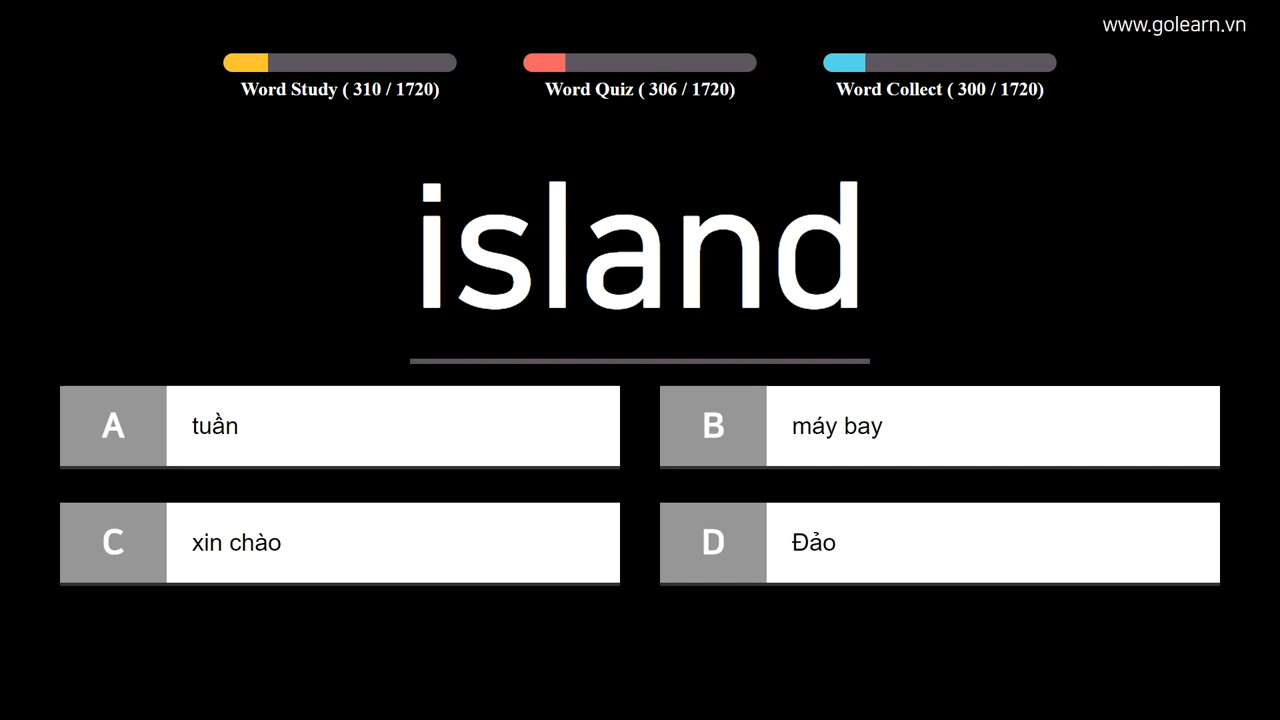 www.golearn.vn
Word Study ( 310 / 1720)
Word Quiz ( 306 / 1720)
Word Collect ( 300 / 1720)
island
A tuần
B máy bay
C xin chào
D Đảo